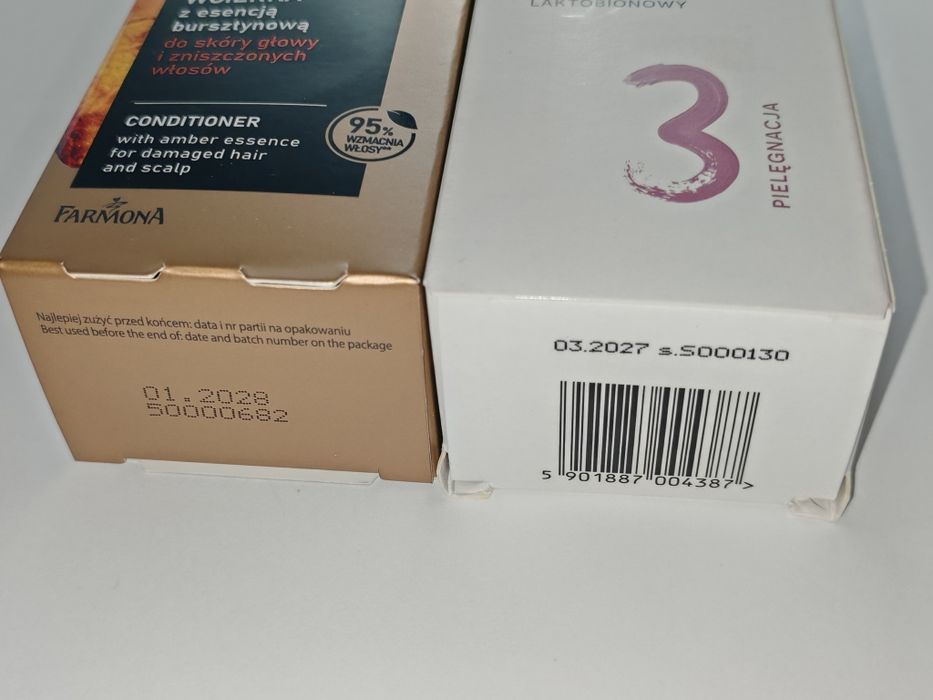 z esencją
bursztynową
do skóry głowy
i zniszczonych
włosów
CONDITIONER
with amber essence
for damaged hair
and scalp
95%
WZMACNIA
WŁOSY
FARMONA
Najlepiej zużyć przed końcem: data i nr partii na opakowaniu
Best used before the end of: date and batch number on the package
01.2028
50000682
LAKTOBIONOWY
3
PIELĘGNACJA
03.2027 s.S000130
5 901887 004387 >